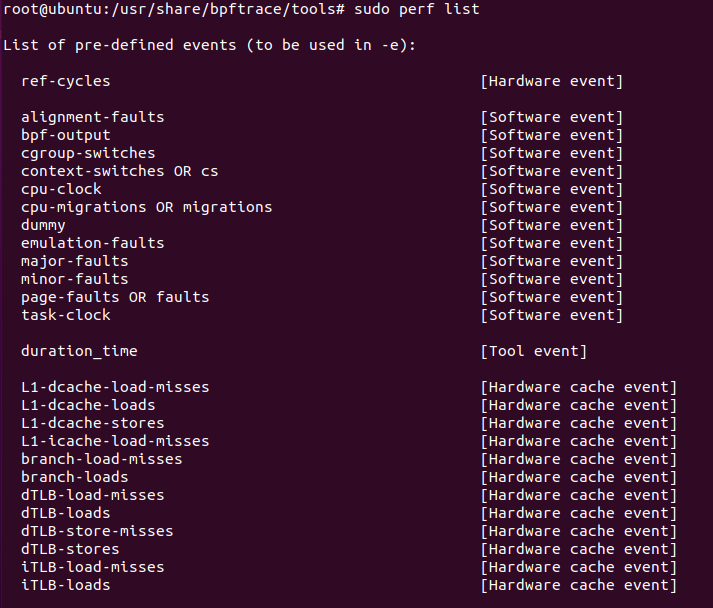 root@ubuntu:/usr/share/bpftrace/tools# sudo perf list
List of pre-defined events (to be used in -e):
ref-cycles [Hardware event]
alignment-faults [Software event]
bpf-output [Software event]
cgroup-switches [Software event]
context-switches OR cs [Software event]
cpu-clock [Software event]
cpu-migrations OR migrations [Software event]
dummy [Software event]
emulation-faults [Software event]
major-faults [Software event]
minor-faults [Software event]
page-faults OR faults [Software event]
task-clock [Software event]
duration_time [Tool event]
L1-dcache-load-misses [Hardware cache event]
L1-dcache-loads [Hardware cache event]
L1-dcache-stores [Hardware cache event]
L1-icache-load-misses [Hardware cache event]
branch-load-misses [Hardware cache event]
branch-loads [Hardware cache event]
dTLB-load-misses [Hardware cache event]
dTLB-loads [Hardware cache event]
dTLB-store-misses [Hardware cache event]
dTLB-stores [Hardware cache event]
iTLB-load-misses [Hardware cache event]
iTLB-loads [Hardware cache event]